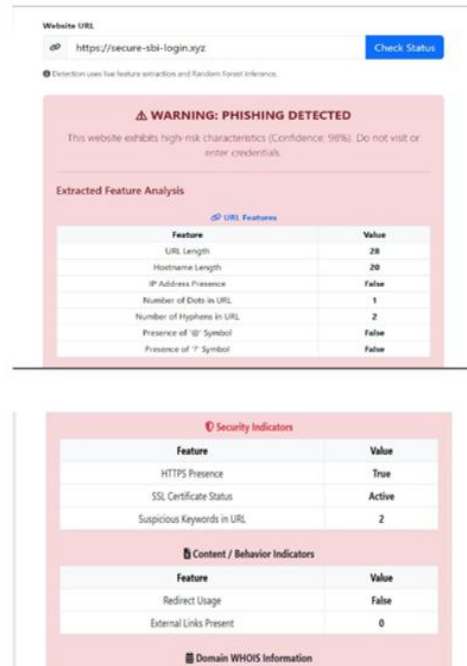 Website URL
https://secure-sbi-login.xyz
Check Status
Detection uses live feature extraction and Random Forest Inference.
WARNING: PHISHING DETECTED
This website exhibits high-risk characteristics (Confidence: 98%). Do not visit or
enter credentials.
Extracted Feature Analysis
URL Features
Feature Value
URL Length 28
Hostname Length 20
IP Address Presence False
Number of Dots in URL 1
Number of Hyphens in URL 2
Presence of '@' Symbol False
Presence of '?' Symbol False
Security Indicators
Feature Value
HTTPS Presence True
SSL Certificate Status Active
Suspicious Keywords in URL 2
Content / Behavior Indicators
Feature Value
Redirect Usage False
External Links Present 0
Domain WHOIS Information